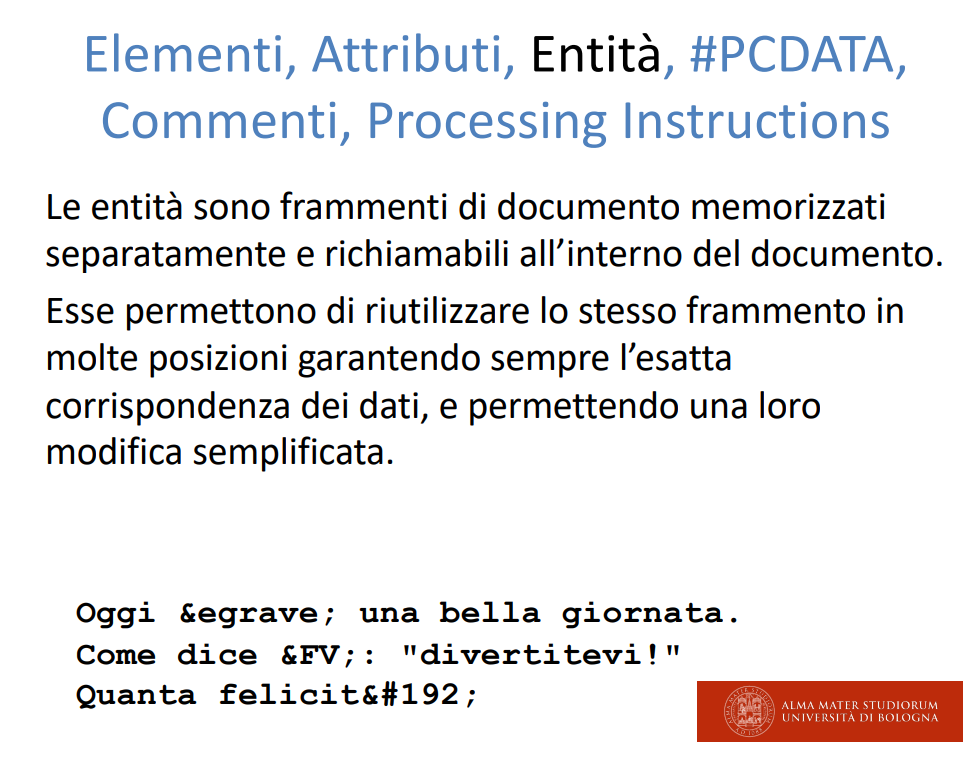 Elementi, Attributi, Entità, #PCDATA,
Commenti, Processing Instructions
Le entità sono frammenti di documento memorizzati
separatamente e richiamabili all’interno del documento.
Esse permettono di riutilizzare lo stesso frammento in
molte posizioni garantendo sempre l’esatta
corrispondenza dei dati, e permettendo una loro
modifica semplificata.
Oggi &egrave; una bella giornata.
Come dice &FV;: "divertitevi!"
Quanta felicit&#192;
ALMA MATER STUDIORUM
UNIVERSITÀ DI BOLOGNA